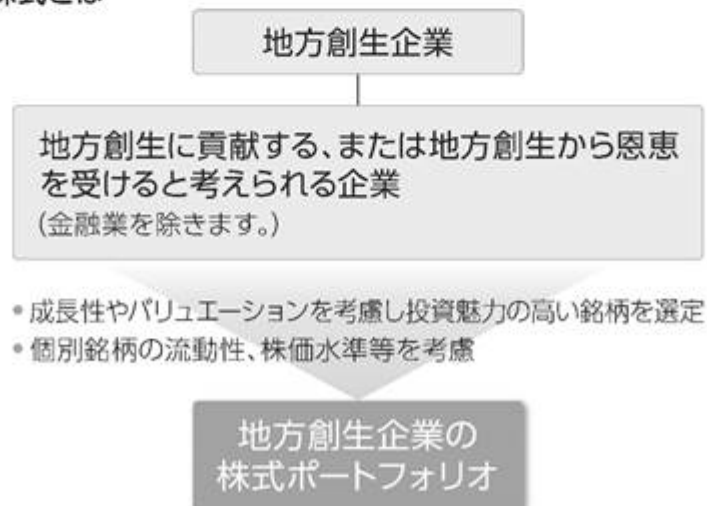 地方創生企業
地方創生に貢献する、または地方創生から恩恵
を受けると考えられる企業
(金融業を除きます。)
•成長性やバリュエーションを考慮し投資魅力の高い銘柄を選定
•個別銘柄の流動性、株価水準等を考慮
地方創生企業の
株式ポートフォリオ